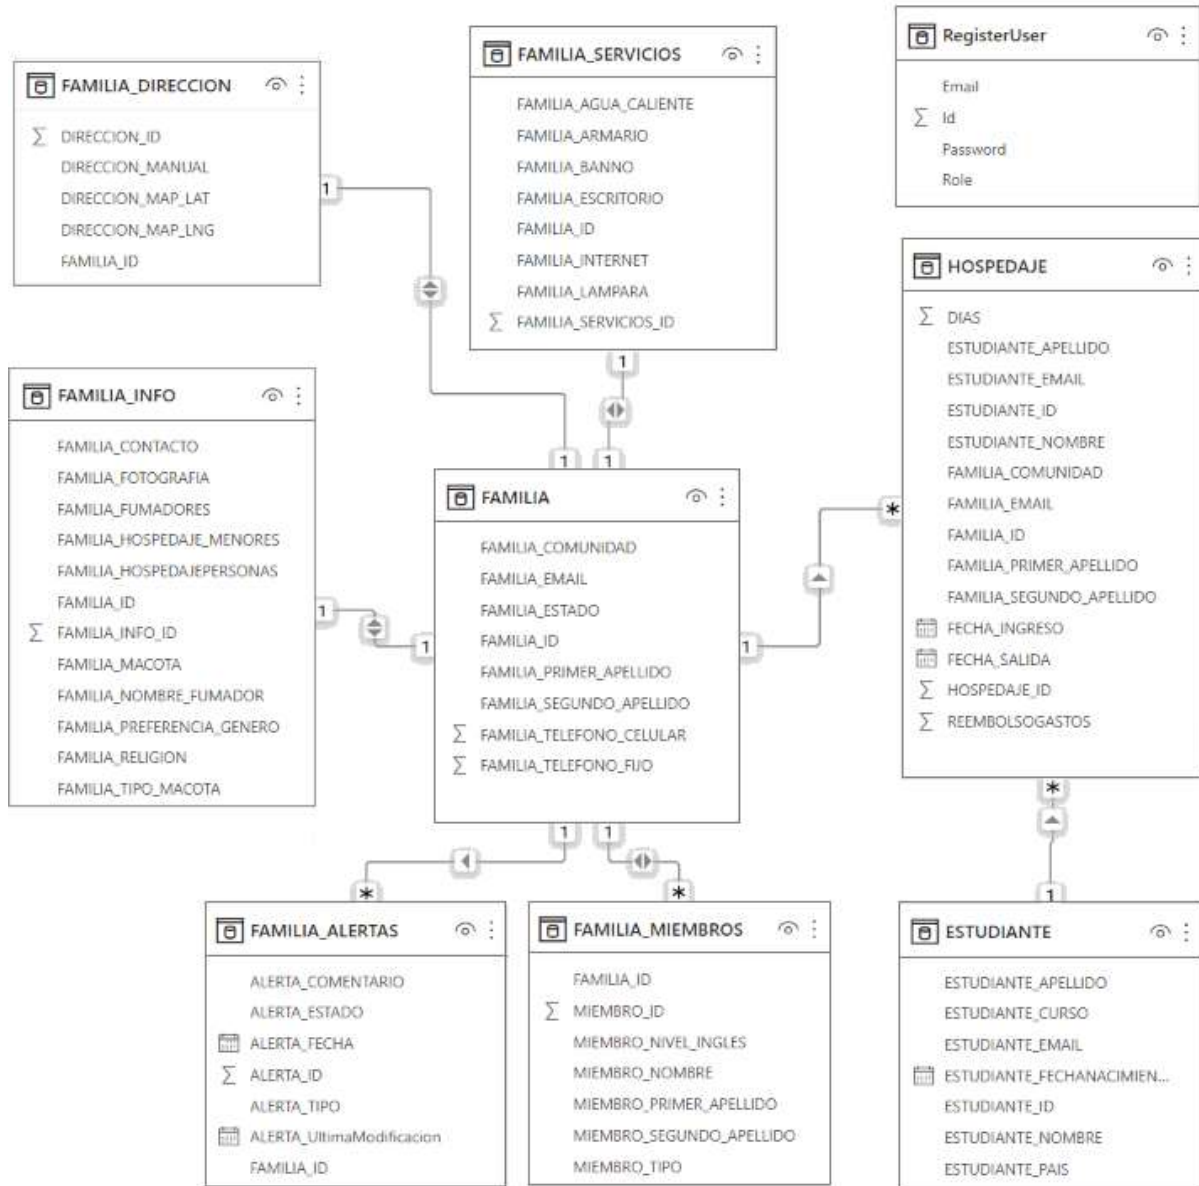 FAMILIA_DIRECCION
DIRECCION_ID
DIRECCION_MANUAL
DIRECCION_MAP_LAT
DIRECCION_MAP_LNG
FAMILIA_ID
1
FAMILIA_SERVICIOS
FAMILIA_AGUA_CALIENTE
FAMILIA_ARMARIO
FAMILIA_BANNO
FAMILIA_ESCRITORIO
FAMILIA_ID
FAMILIA_INTERNET
FAMILIA_LAMPARA
∑ FAMILIA_SERVICIOS_ID
1
RegisterUser
Email
∑ Id
Password
Role
FAMILIA_INFO
FAMILIA_CONTACTO
FAMILIA_FOTOGRAFIA
FAMILIA_FUMADORES
FAMILIA_HOSPEDAJE_MENORES
FAMILIA_HOSPEDAJEPERSONAS
FAMILIA_ID
∑ FAMILIA_INFO_ID
FAMILIA_MACOTA
FAMILIA_NOMBRE_FUMADOR
FAMILIA_PREFERENCIA_GENERO
FAMILIA_RELIGION
FAMILIA_TIPO_MACOTA
1
1
1 1
FAMILIA
FAMILIA_COMUNIDAD
FAMILIA_EMAIL
FAMILIA_ESTADO
FAMILIA_ID
FAMILIA_PRIMER_APELLIDO
FAMILIA_SEGUNDO_APELLIDO
∑ FAMILIA_TELEFONO_CELULAR
∑ FAMILIA_TELEFONO_FIJO
1
*
HOSPEDAJE
∑ DIAS
ESTUDIANTE_APELLIDO
ESTUDIANTE_EMAIL
ESTUDIANTE_ID
ESTUDIANTE_NOMBRE
FAMILIA_COMUNIDAD
FAMILIA_EMAIL
FAMILIA_ID
FAMILIA_PRIMER_APELLIDO
FAMILIA_SEGUNDO_APELLIDO
FECHA_INGRESO
FECHA_SALIDA
∑ HOSPEDAJE_ID
∑ REEMBOLSOGASTOS
*
1
1 1
* *
FAMILIA_ALERTAS
ALERTA_COMENTARIO
ALERTA_ESTADO
ALERTA_FECHA
∑ ALERTA_ID
ALERTA_TIPO
ALERTA_UltimaModificacion
FAMILIA_ID
FAMILIA_MIEMBROS
FAMILIA_ID
∑ MIEMBRO_ID
MIEMBRO_NIVEL_INGLES
MIEMBRO_NOMBRE
MIEMBRO_PRIMER_APELLIDO
MIEMBRO_SEGUNDO_APELLIDO
MIEMBRO_TIPO
ESTUDIANTE
ESTUDIANTE_APELLIDO
ESTUDIANTE_CURSO
ESTUDIANTE_EMAIL
ESTUDIANTE_FECHANACIMIEN...
ESTUDIANTE_ID
ESTUDIANTE_NOMBRE
ESTUDIANTE_PAIS